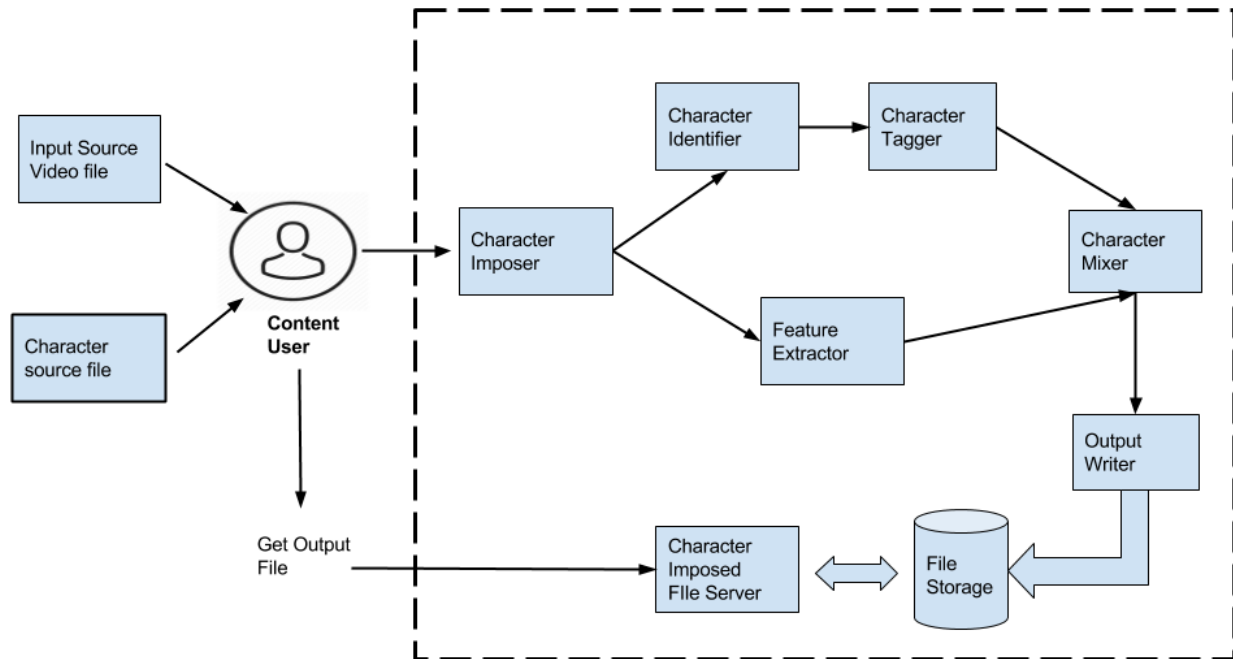 Input Source
Video file
Character
source file
Content
User
Get Output
File
Character
Imposer
Character
Identifier
Character
Tagger
Feature
Extractor
Character
Mixer
Output
Writer
File
Storage
Character
Imposed
FIle Server